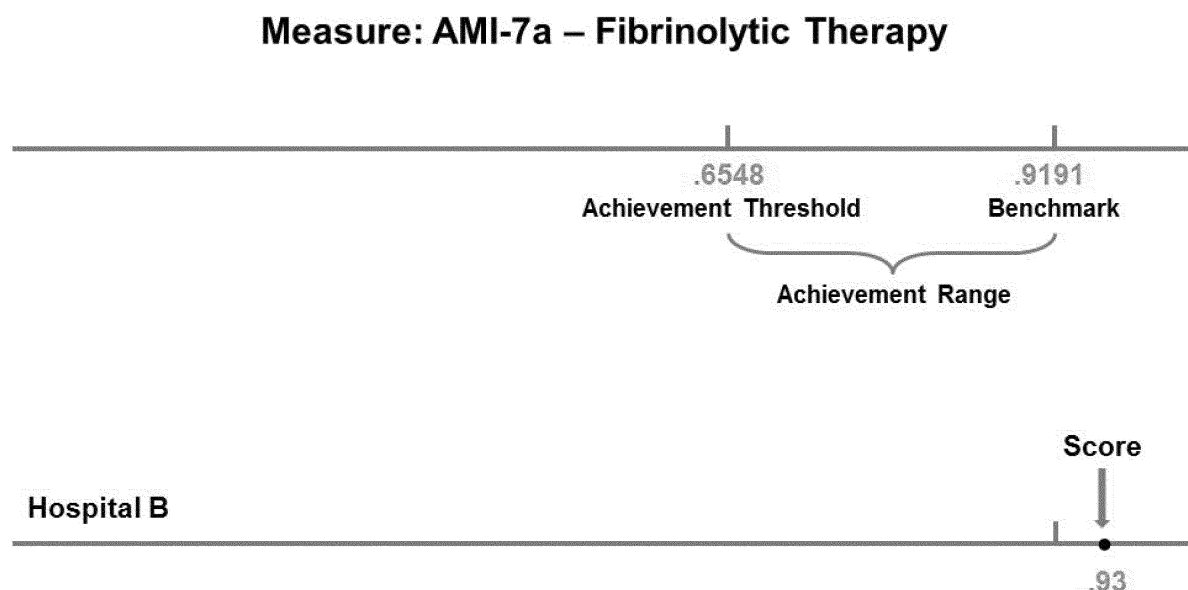 Measure: AMI-7a – Fibrinolytic Therapy
.6548 .9191
Achievement Threshold Benchmark
Achievement Range
Score
Hospital B
.93